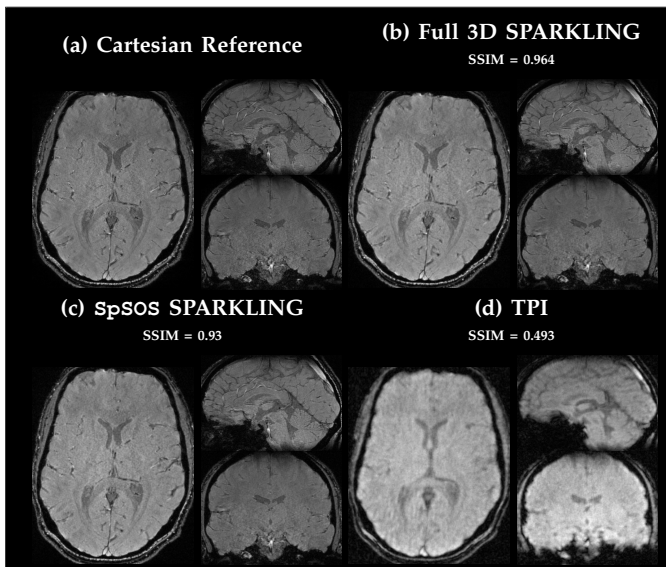 (a) Cartesian Reference
(b) Full 3D SPARKLING
SSIM = 0.964
(c) SpSOS SPARKLING
SSIM = 0.93
(d) TPI
SSIM = 0.493